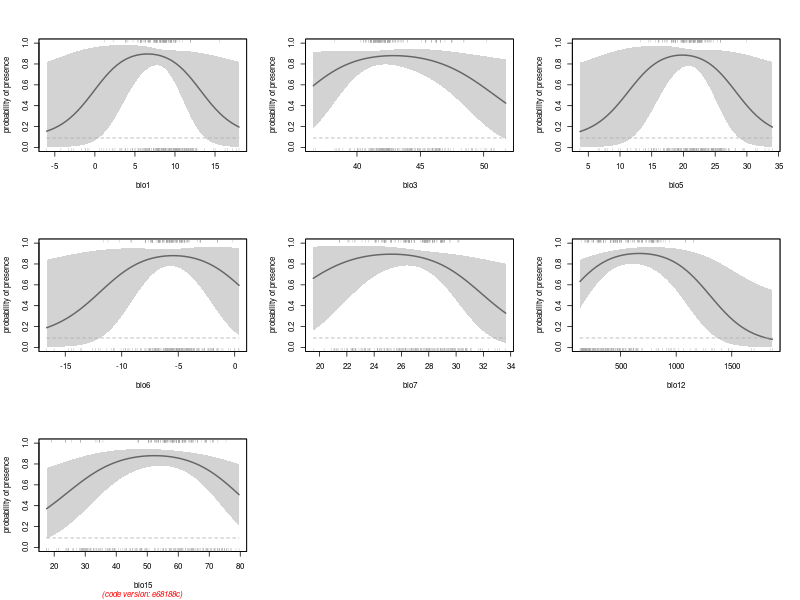 probability of presence
0.0 0.2 0.4 0.6 0.8 1.0
-5 0 5 10 15
bio1
probability of presence
0.0 0.2 0.4 0.6 0.8 1.0
40 45 50
bio3
probability of presence
0.0 0.2 0.4 0.6 0.8 1.0
5 10 15 20 25 30 35
bio5
probability of presence
0.0 0.2 0.4 0.6 0.8 1.0
-15 -10 -5 0
bio6
probability of presence
0.0 0.2 0.4 0.6 0.8 1.0
20 22 24 26 28 30 32 34
bio7
probability of presence
0.0 0.2 0.4 0.6 0.8 1.0
500 1000 1500
bio12
probability of presence
0.0 0.2 0.4 0.6 0.8 1.0
20 30 40 50 60 70 80
bio15
(code version: e68188c)